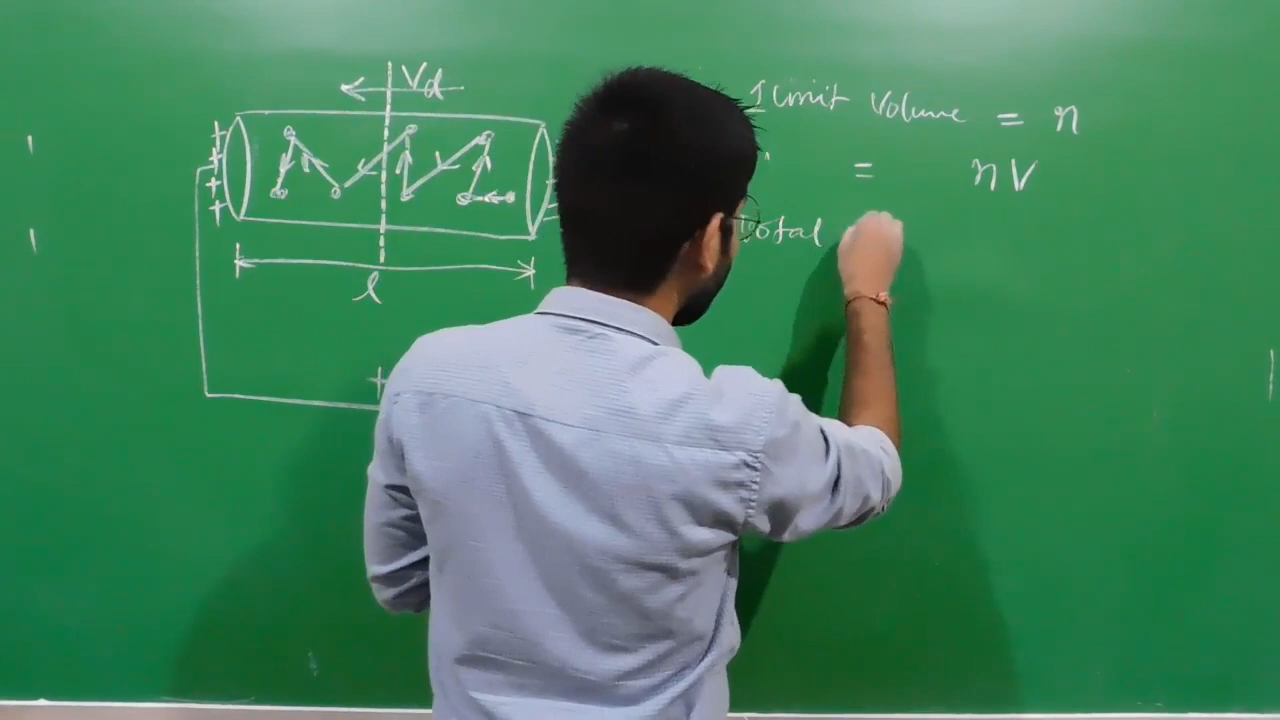 Vd
+
+
+
+
l
+
1 Unit Volume = n
= nV
Total